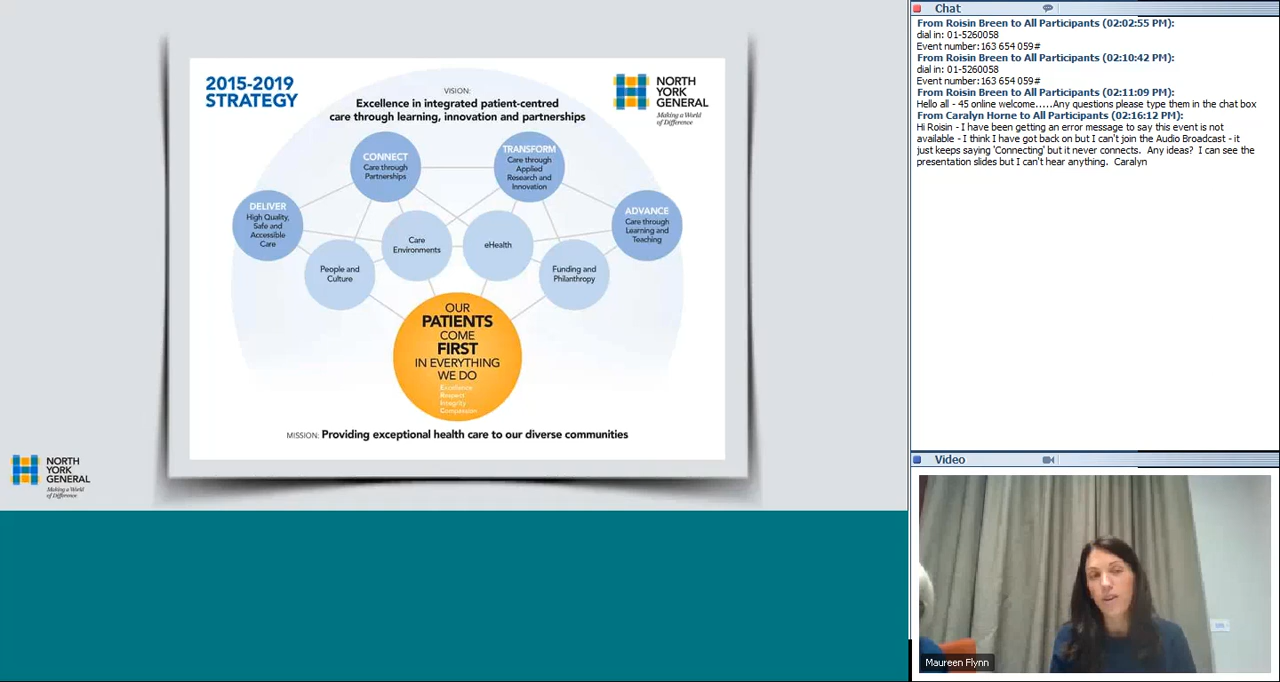 2015-2019
STRATEGY
VISION:
Excellence in integrated patient-centred
care through learning, innovation and partnerships
NORTH
YORK
GENERAL
Making a World
of Difference
CONNECT
Care through
Partnerships
TRANSFORM
Care through
Applied
Research and
Innovation
DELIVER
High Quality,
Safe and
Accessible
Care
ADVANCE
Care through
Learning and
Teaching
People and
Culture
Care
Environments
eHealth
Funding and
Philanthropy
OUR
PATIENTS
COME
FIRST
IN EVERYTHING
WE DO
Excellence
Respect
Integrity
Compassion
MISSION: Providing exceptional health care to our diverse communities
NORTH
YORK
GENERAL
Making a World
of Difference
Chat
From Roisin Breen to All Participants (02:02:55 PM):
dial in: 01-5260058
Event number:163 654 059#
From Roisin Breen to All Participants (02:10:42 PM):
dial in: 01-5260058
Event number:163 654 059#
From Roisin Breen to All Participants (02:11:09 PM):
Hello all - 45 online welcome.....Any questions please type them in the chat box
From Caralyn Horne to All Participants (02:16:12 PM):
Hi Roisin - I have been getting an error message to say this event is not
available - I think I have got back on but I can't join the Audio Broadcast - it
just keeps saying 'Connecting' but it never connects.  Any ideas?  I can see the
presentation slides but I can't hear anything.  Caralyn
Video
Maureen Flynn